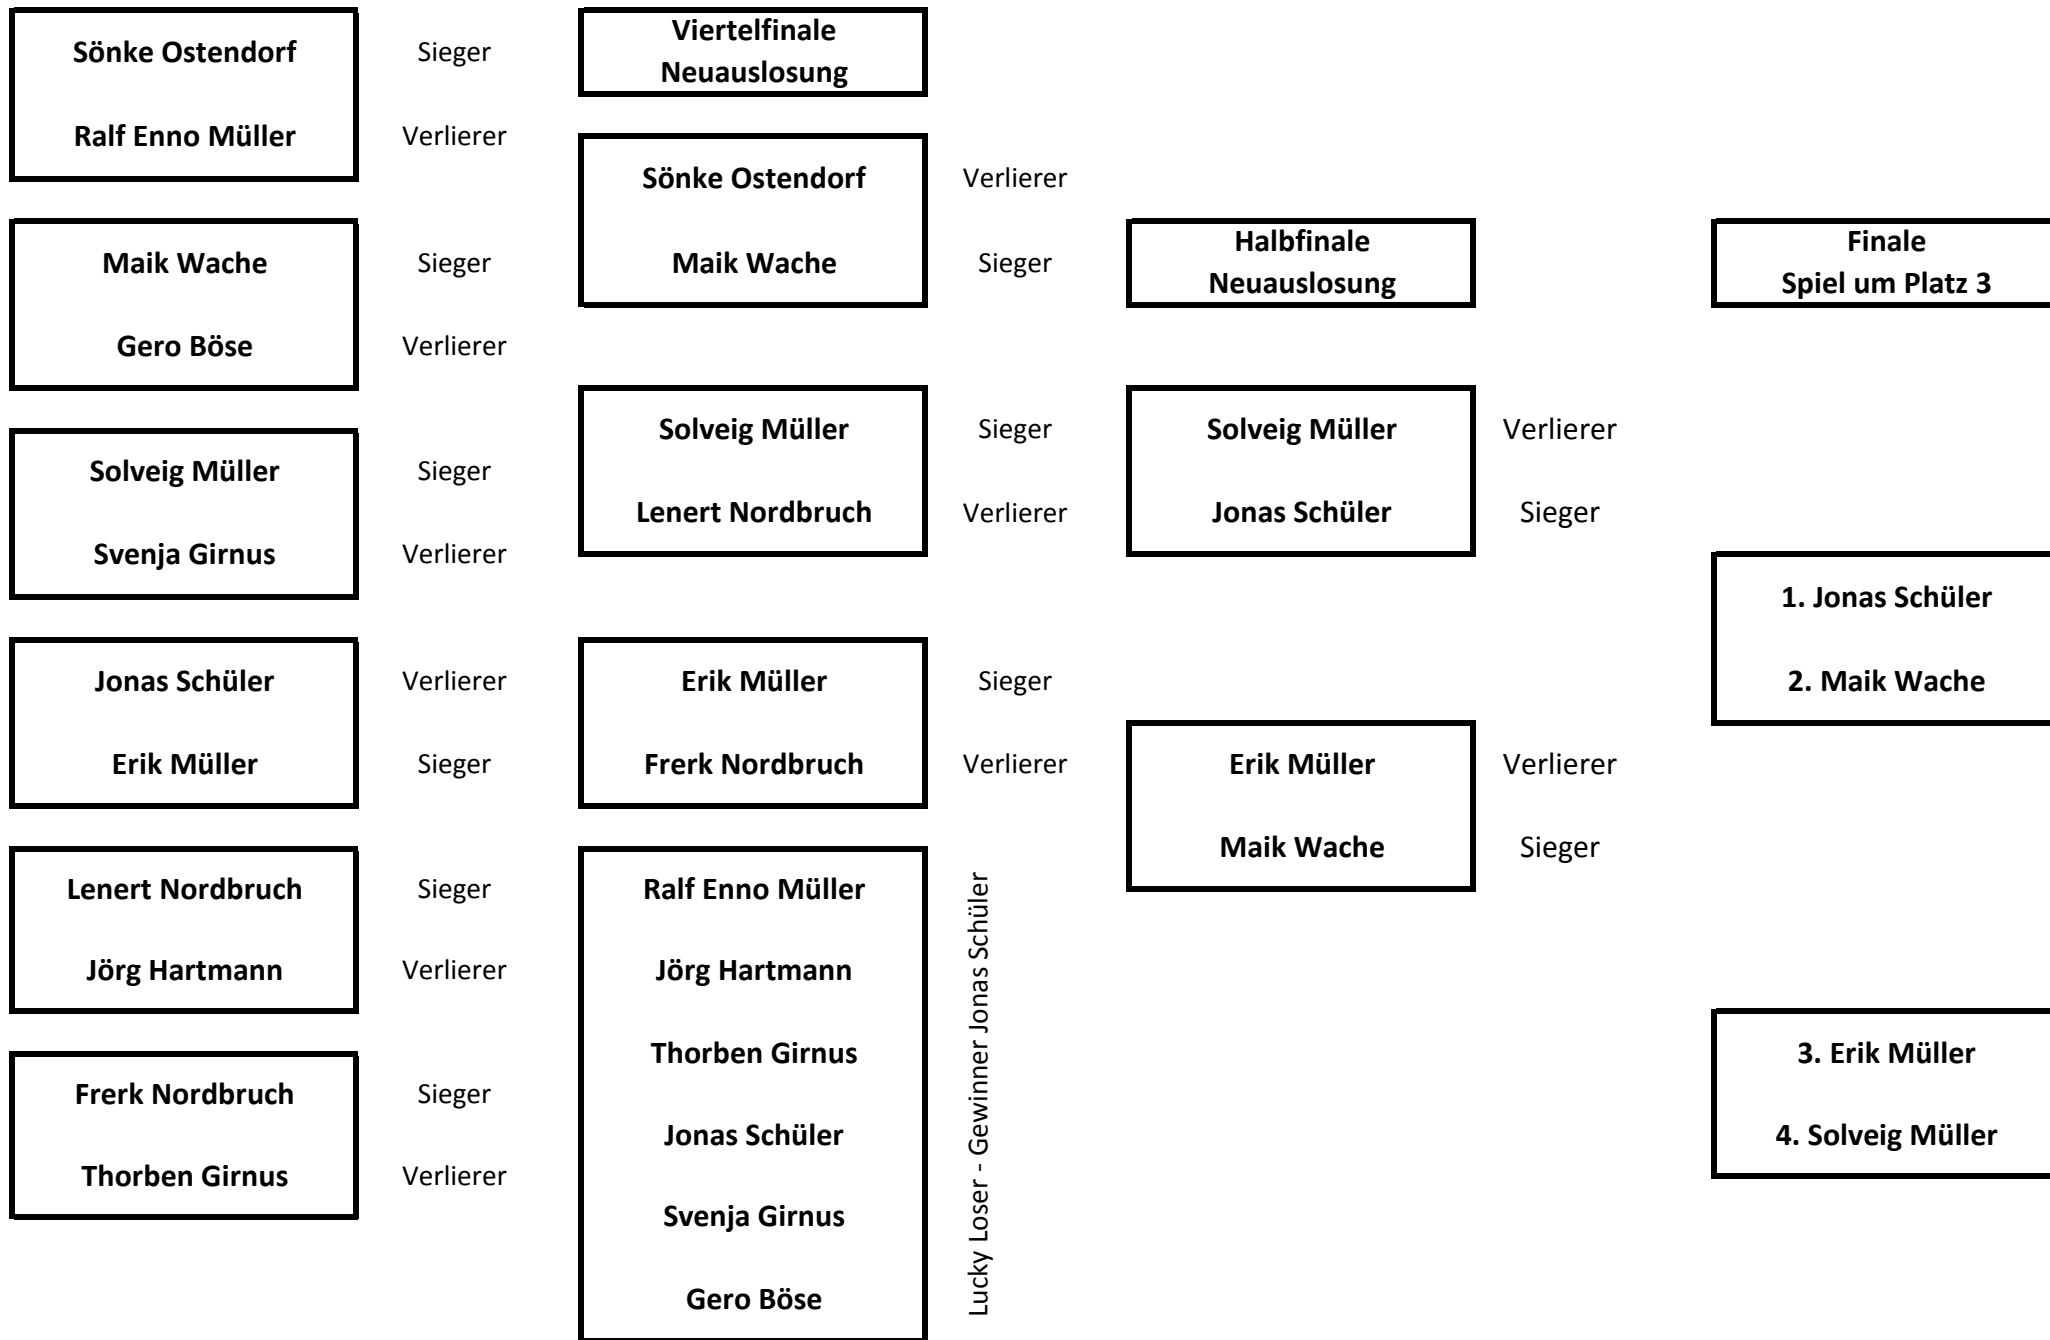 Sönke Ostendorf
Sieger
Ralf Enno Müller
Verlierer
Maik Wache
Sieger
Gero Böse
Verlierer
Solveig Müller
Sieger
Svenja Girnus
Verlierer
Jonas Schüler
Verlierer
Erik Müller
Sieger
Lenert Nordbruch
Sieger
Jörg Hartmann
Verlierer
Frerk Nordbruch
Sieger
Thorben Girnus
Verlierer
Viertelfinale
Neuauslosung
Sönke Ostendorf
Verlierer
Maik Wache
Sieger
Solveig Müller
Sieger
Lenert Nordbruch
Verlierer
Erik Müller
Sieger
Frerk Nordbruch
Verlierer
Ralf Enno Müller
Jörg Hartmann
Thorben Girnus
Jonas Schüler
Svenja Girnus
Gero Böse
Lucky Loser - Gewinner Jonas Schüler
Halbfinale
Neuauslosung
Solveig Müller
Verlierer
Jonas Schüler
Sieger
Erik Müller
Verlierer
Maik Wache
Sieger
Finale
Spiel um Platz 3
1. Jonas Schüler
2. Maik Wache
3. Erik Müller
4. Solveig Müller